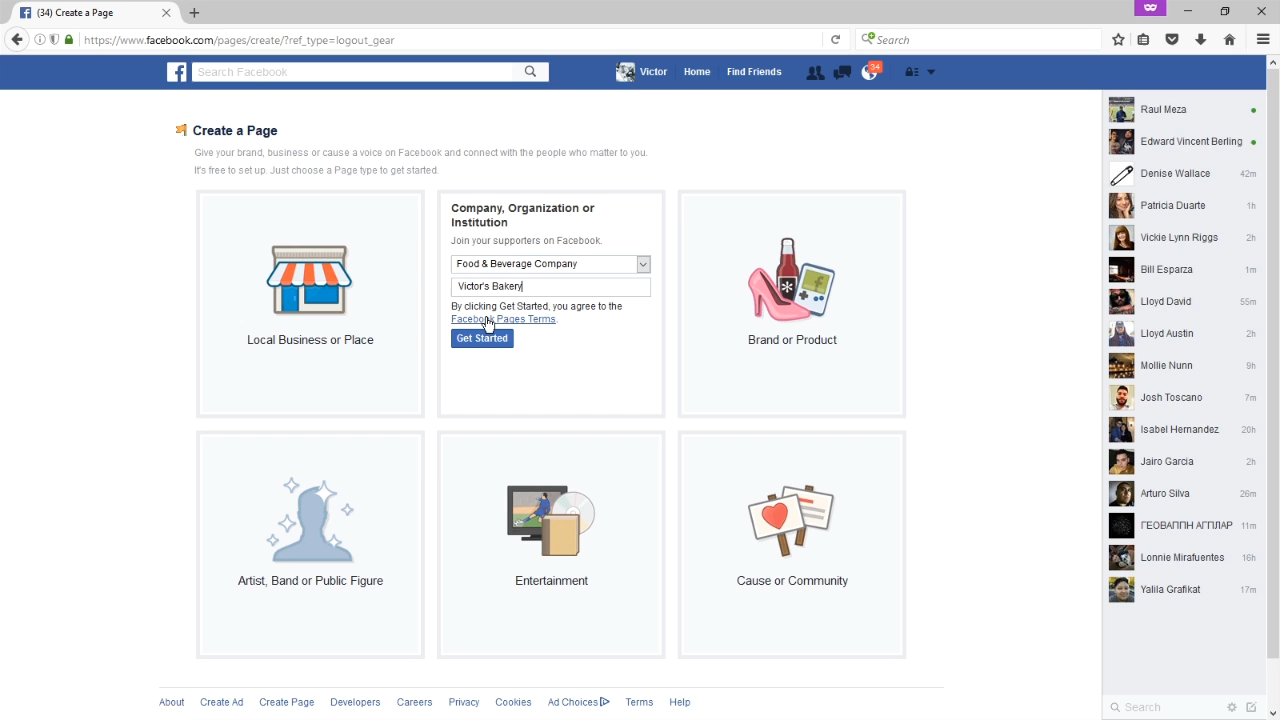 (34) Create a Page
https://www.facebook.com/pages/create/?ref_type=logout_gear
Search
Search Facebook
Victor
Home
Find Friends
34
Create a Page
Give your brand, business or cause a voice on Facebook and connect with the people who matter to you.
It's free to set up. Just choose a Page type to get started.
Local Business or Place
Company, Organization or
Institution
Join your supporters on Facebook.
Food & Beverage Company
Victor's Bakery
By clicking Get Started, you agree to the
Facebook Pages Terms.
Get Started
Brand or Product
Artist, Band or Public Figure
Entertainment
Cause or Community
About Create Ad Create Page Developers Careers Privacy Cookies Ad Choices Terms Help
Raul Meza
Edward Vincent Berling
Denise Wallace 42m
Patricia Duarte 1h
Vickie Lynn Riggs 2h
Bill Esparza 1m
Lloyd David 55m
Lloyd Austin 2h
Mollie Nunn 9h
Josh Toscano 7m
Isabel Hernandez 20h
Jairo Garcia 2h
Arturo Silva 26m
11m
Lonnie Mirafuentes 16h
Yalila Grafikat 17m
Search